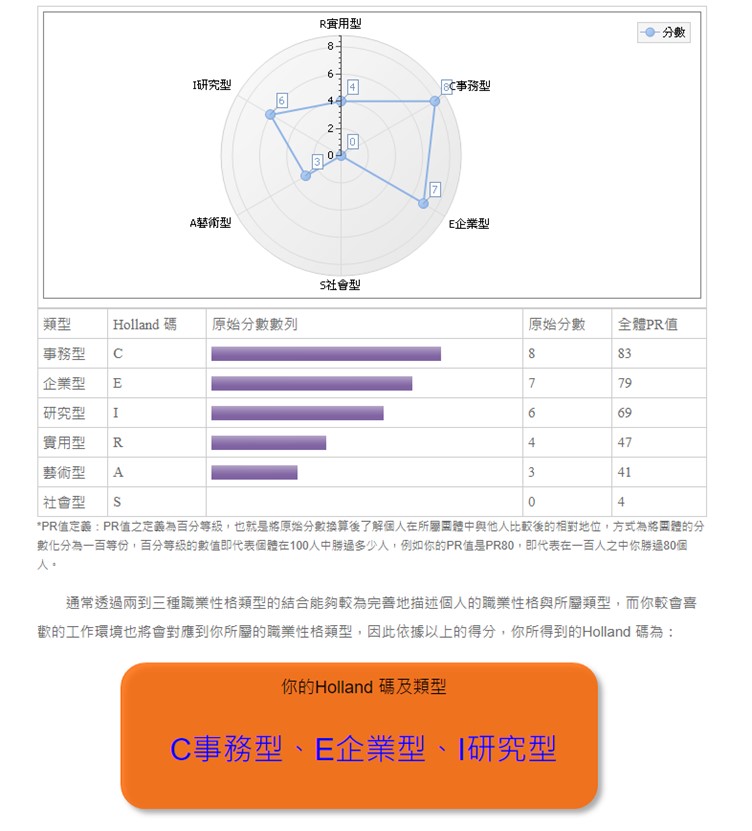 R實用型
分數
8
6
4
2
0
I研究型
6
4
8
C事務型
3
0
7
A藝術型
E企業型
S社會型
類型 Holland 碼 原始分數數列 原始分數 全體PR值
事務型 C 8 83
企業型 E 7 79
研究型 I 6 69
實用型 R 4 47
藝術型 A 3 41
社會型 S 0 4
*PR值定義：PR值之定義為百分等級，也就是將原始分數換算後了解個人在所屬團體中與他人比較後的相對地位，方式為將團體的分
數化分為一百等份，百分等級的數值即代表個體在100人中勝過多少人，例如你的PR值是PR80，即代表在一百人之中你勝過80個
人。
通常透過兩到三種職業性格類型的結合能夠較為完善地描述個人的職業性格與所屬類型，而你較會喜
歡的工作環境也將會對應到你所屬的職業性格類型，因此依據以上的得分，你所得到的Holland 碼為：
你的Holland 碼及類型
C事務型、E企業型、I研究型